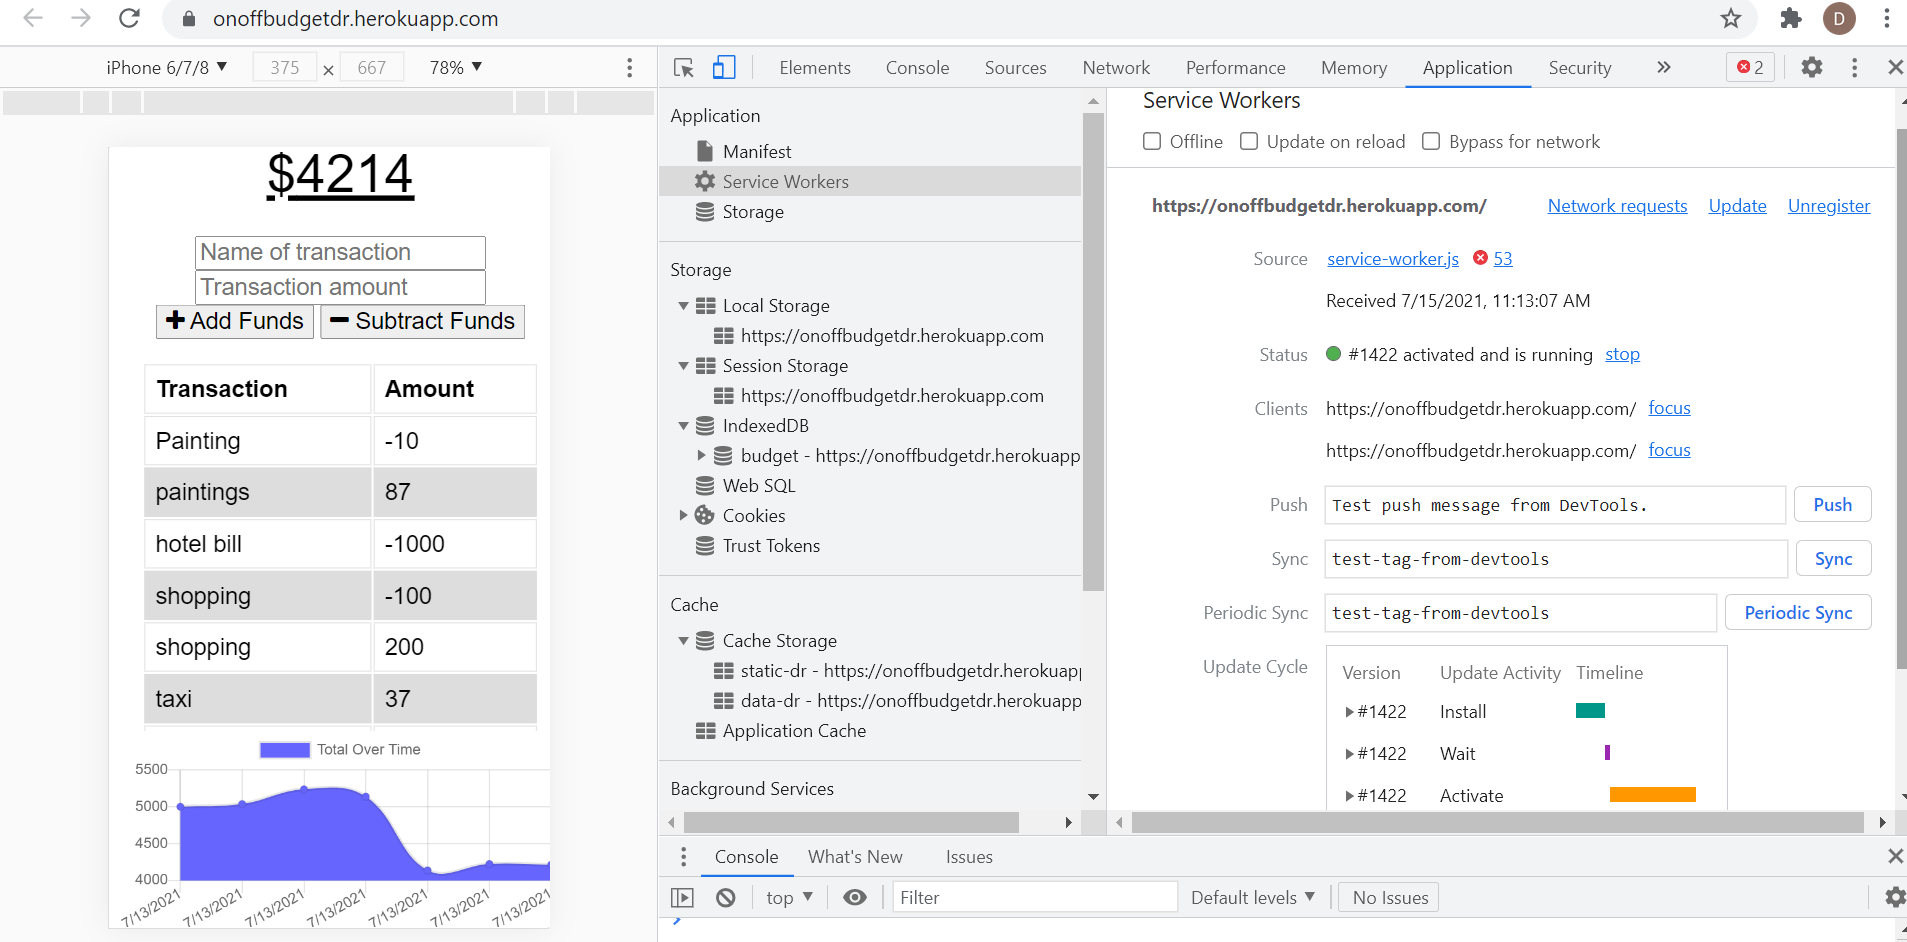 onoffbudgetdr.herokuapp.com
D
iPhone 6/7/8 ▼ 375 × 667 78% ▼
Elements Console Sources Network Performance Memory Application Security » 2
$4214
Name of transaction
Transaction amount
Add Funds Subtract Funds
Transaction Amount
Painting -10
paintings 87
hotel bill -1000
shopping -100
shopping 200
taxi 37
Total Over Time
5500
5000
4500
4000
7/13/2021 7/13/2021 7/13/2021 7/13/2021 7/13/2021 7/13/2021 7/13/2021
Application
Manifest
Service Workers
Storage
Storage
Local Storage
https://onoffbudgetdr.herokuapp.com
Session Storage
https://onoffbudgetdr.herokuapp.com
IndexedDB
budget - https://onoffbudgetdr.herokuapp
Web SQL
Cookies
Trust Tokens
Cache
Cache Storage
static-dr - https://onoffbudgetdr.herokuapp
data-dr - https://onoffbudgetdr.herokuapp
Application Cache
Background Services
Service Workers
Offline Update on reload Bypass for network
https://onoffbudgetdr.herokuapp.com/ Network requests Update Unregister
Source service-worker.js 53
Received 7/15/2021, 11:13:07 AM
Status #1422 activated and is running stop
Clients https://onoffbudgetdr.herokuapp.com/ focus
https://onoffbudgetdr.herokuapp.com/ focus
Push Test push message from DevTools. Push
Sync test-tag-from-devtools Sync
Periodic Sync test-tag-from-devtools Periodic Sync
Update Cycle Version Update Activity Timeline
#1422 Install
#1422 Wait
#1422 Activate
Console What's New Issues
top ▼ Filter Default levels ▼ No Issues